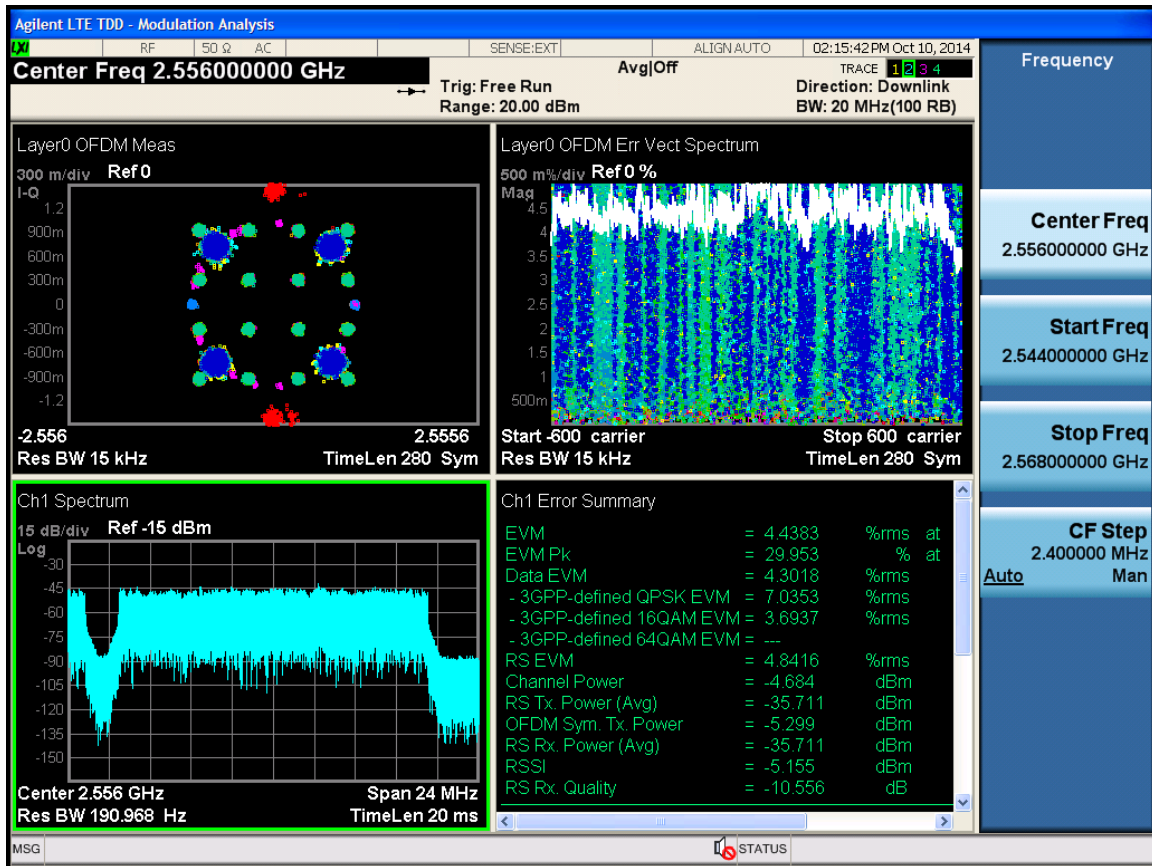 Agilent LTE TDD - Modulation Analysis
LXI RF 50 Ω AC SENSE:EXT ALIGN AUTO 02:15:42 PM Oct 10, 2014
Center Freq 2.556000000 GHz
Avg|Off
TRACE 1 2 3 4
Trig: Free Run
Direction: Downlink
Range: 20.00 dBm
BW: 20 MHz(100 RB)
Layer0 OFDM Meas
300 m/div Ref 0
I-Q
1.2
900m
600m
300m
0
-300m
-600m
-900m
-1.2
-2.556 2.5556
Res BW 15 kHz TimeLen 280 Sym
Layer0 OFDM Err Vect Spectrum
500 m%/div Ref 0 %
Mag
4.5
4
3.5
3
2.5
2
1.5
1
500m
Start -600 carrier Stop 600 carrier
Res BW 15 kHz TimeLen 280 Sym
Ch1 Spectrum
15 dB/div Ref -15 dBm
Log
-30
-45
-60
-75
-90
-105
-120
-135
-150
Center 2.556 GHz Span 24 MHz
Res BW 190.968 Hz TimeLen 20 ms
Ch1 Error Summary
EVM = 4.4383 %rms at
EVM Pk = 29.953 % at
Data EVM = 4.3018 %rms
- 3GPP-defined QPSK EVM = 7.0353 %rms
- 3GPP-defined 16QAM EVM = 3.6937 %rms
- 3GPP-defined 64QAM EVM = ---
RS EVM = 4.8416 %rms
Channel Power = -4.684 dBm
RS Tx. Power (Avg) = -35.711 dBm
OFDM Sym. Tx. Power = -5.299 dBm
RS Rx. Power (Avg) = -35.711 dBm
RSSI = -5.155 dBm
RS Rx. Quality = -10.556 dB
Frequency
Center Freq
2.556000000 GHz
Start Freq
2.544000000 GHz
Stop Freq
2.568000000 GHz
CF Step
2.400000 MHz
Auto Man
MSG STATUS